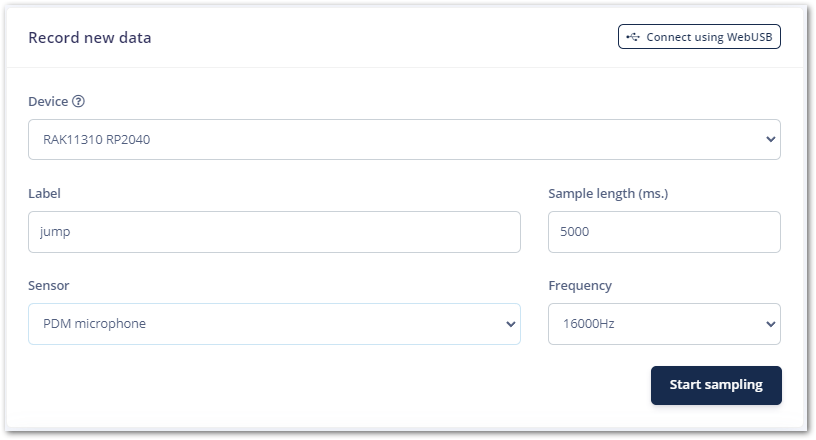 Record new data
Connect using WebUSB
Device ?
RAK11310 RP2040
Label
Sample length (ms.)
jump
5000
Sensor
Frequency
PDM microphone
16000Hz
Start sampling